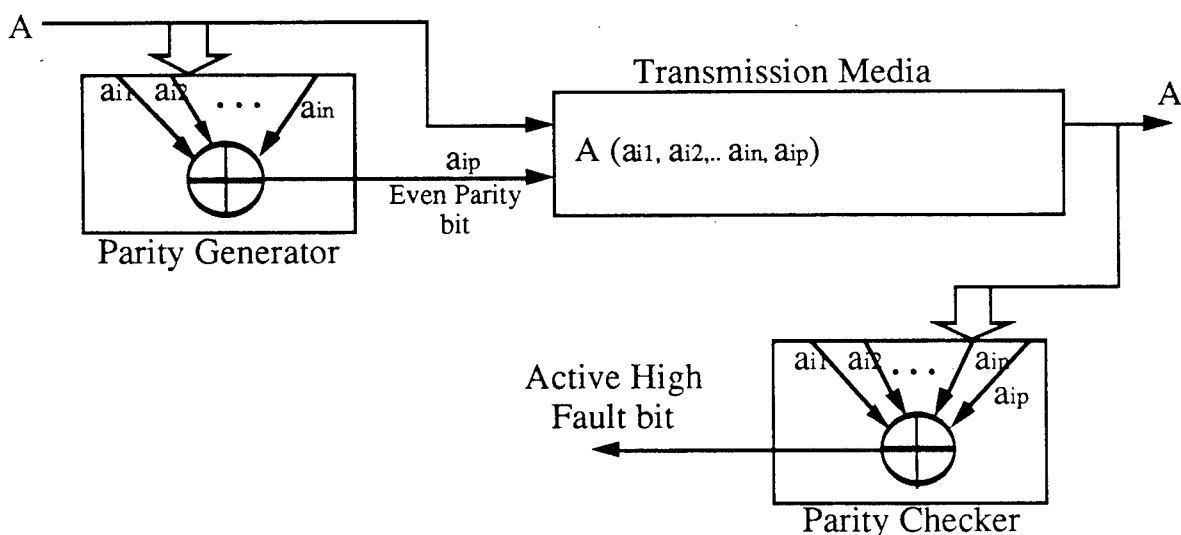 A
ai1 ai2 ... ain
Parity Generator
aip
Even Parity
bit
Transmission Media
A (ai1, ai2,.. ain, aip)
A
ai1 ai2 ... ain
aip
Active High
Fault bit
Parity Checker